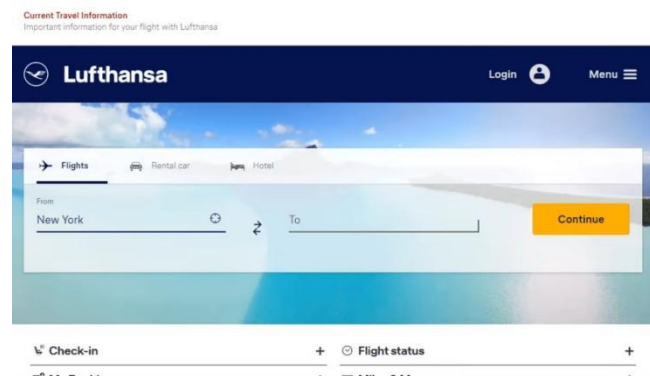 Current Travel Information
Important information for your flight with Lufthansa
Lufthansa
Login
Menu
Flights
Rental car
Hotel
From
New York
To
Continue
Check-in
Flight status